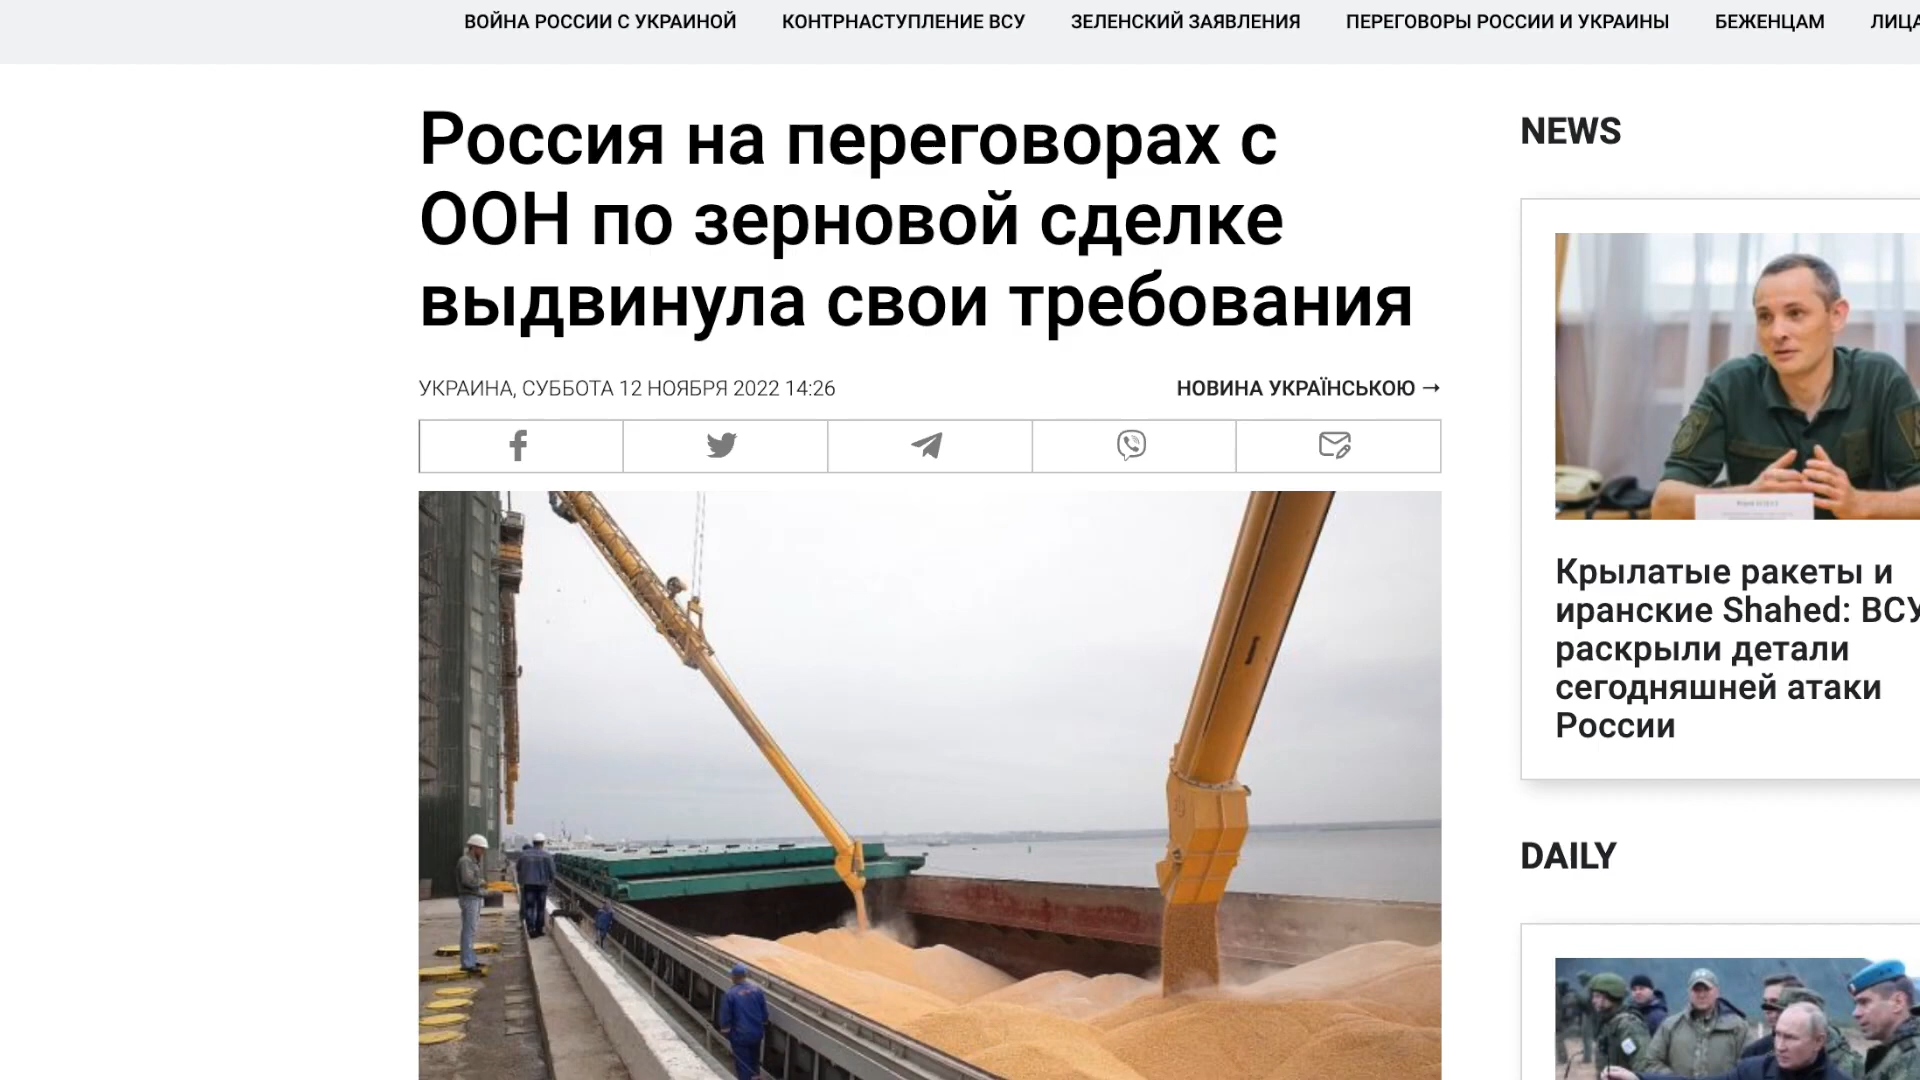 ВОЙНА РОССИИ С УКРАИНОЙ КОНТРНАСТУПЛЕНИЕ ВСУ ЗЕЛЕНСКИЙ ЗАЯВЛЕНИЯ ПЕРЕГОВОРЫ РОССИИ И УКРАИНЫ БЕЖЕНЦАМ ЛИЦА
Россия на переговорах с
ООН по зерновой сделке
выдвинула свои требования
УКРАИНА, СУББОТА 12 НОЯБРЯ 2022 14:26
НОВИНА УКРАЇНСЬКОЮ →
NEWS
Крылатые ракеты и
иранские Shahed: ВСУ
раскрыли детали
сегодняшней атаки
России
DAILY